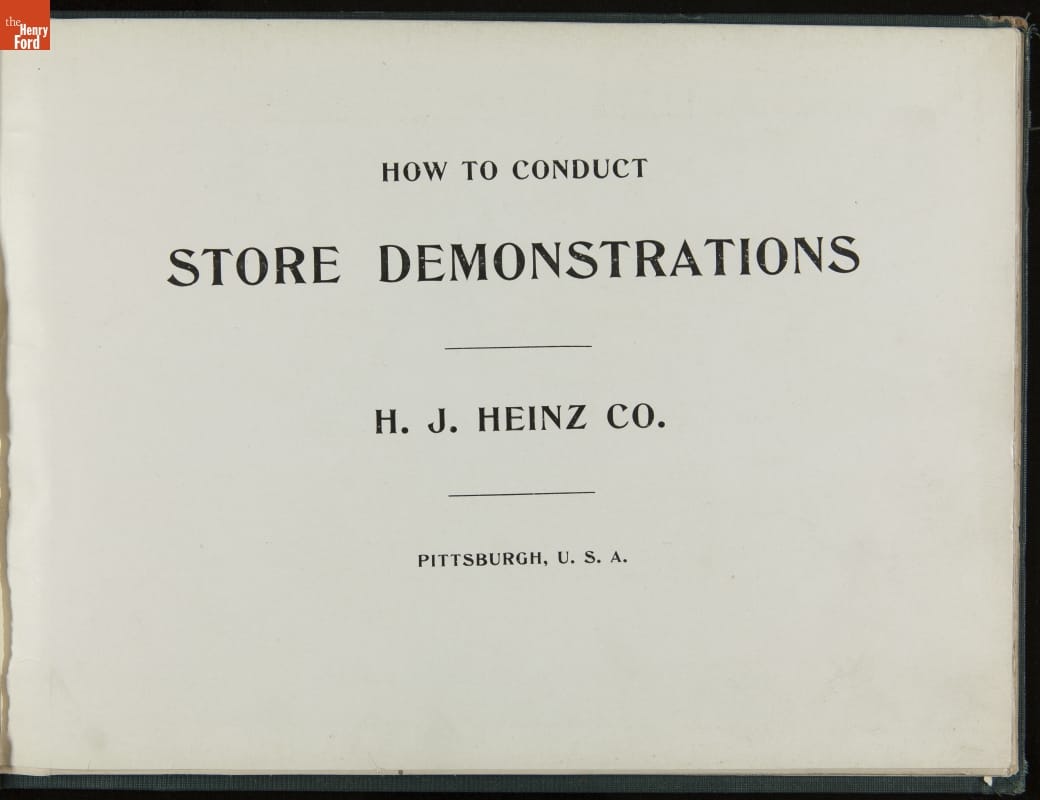 the
Henry
Ford
HOW TO CONDUCT
STORE DEMONSTRATIONS
H. J. HEINZ CO.
PITTSBURGH, U. S. A.